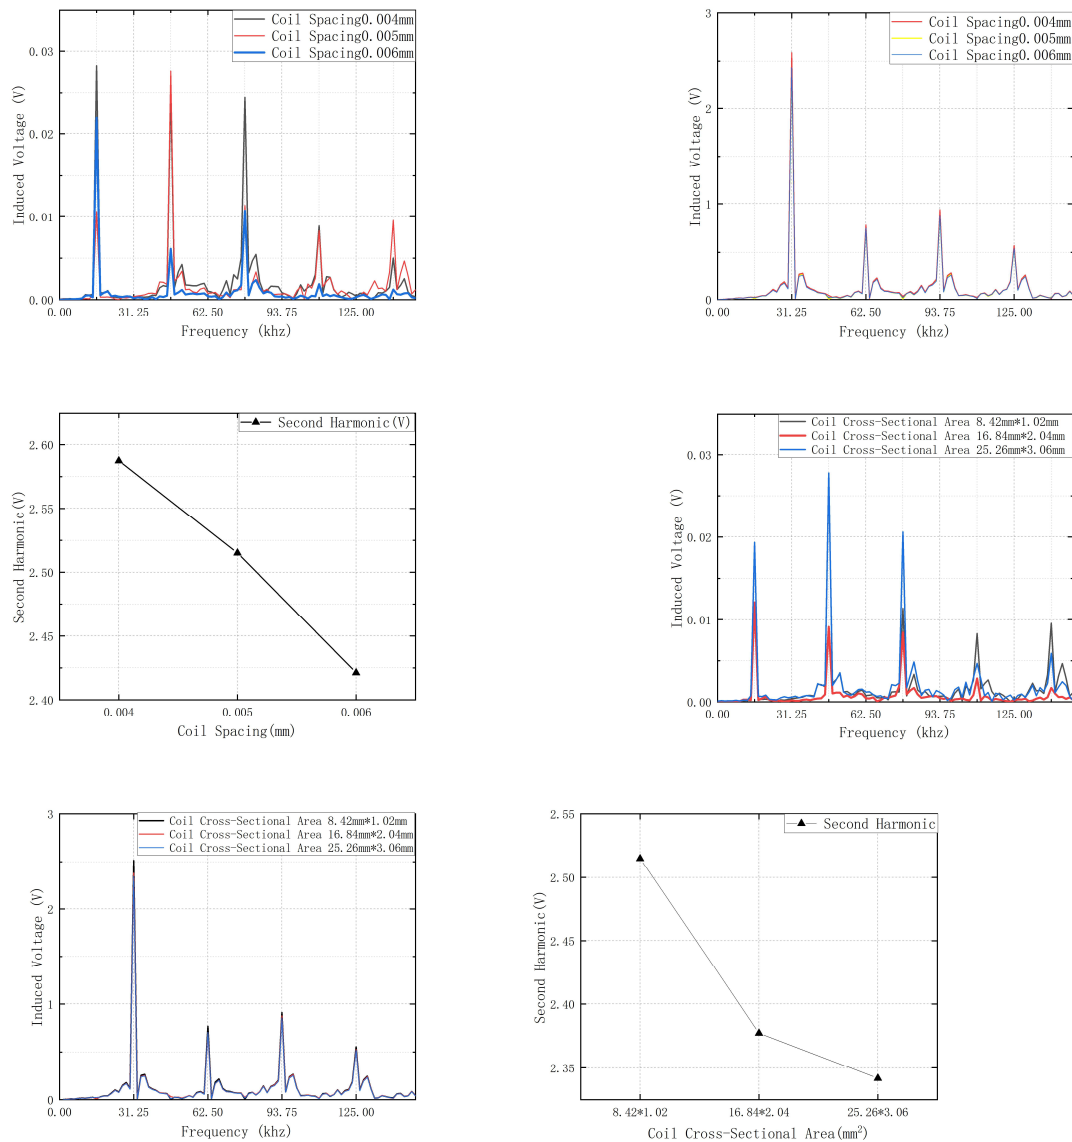 Coil Spacing0.004mm
Coil Spacing0.005mm
Coil Spacing0.006mm
0.03
0.02
0.01
0.00
Induced Voltage (V)
0.00 31.25 62.50 93.75 125.00
Frequency (khz)
Coil Spacing0.004mm
Coil Spacing0.005mm
Coil Spacing0.006mm
3
2
1
0
Induced Voltage (V)
0.00 31.25 62.50 93.75 125.00
Frequency (khz)
Second Harmonic(V)
2.60
2.55
2.50
2.45
2.40
Second Harmonic(V)
0.004 0.005 0.006
Coil Spacing(mm)
Coil Cross-Sectional Area 8.42mm*1.02mm
Coil Cross-Sectional Area 16.84mm*2.04mm
Coil Cross-Sectional Area 25.26mm*3.06mm
0.03
0.02
0.01
0.00
Induced Voltage (V)
0.00 31.25 62.50 93.75 125.00
Frequency (khz)
Coil Cross-Sectional Area 8.42mm*1.02mm
Coil Cross-Sectional Area 16.84mm*2.04mm
Coil Cross-Sectional Area 25.26mm*3.06mm
3
2
1
0
Induced Voltage (V)
0.00 31.25 62.50 93.75 125.00
Frequency (khz)
Second Harmonic
2.55
2.50
2.45
2.40
2.35
Second Harmonic(V)
8.42*1.02 16.84*2.04 25.26*3.06
Coil Cross-Sectional Area(mm²)